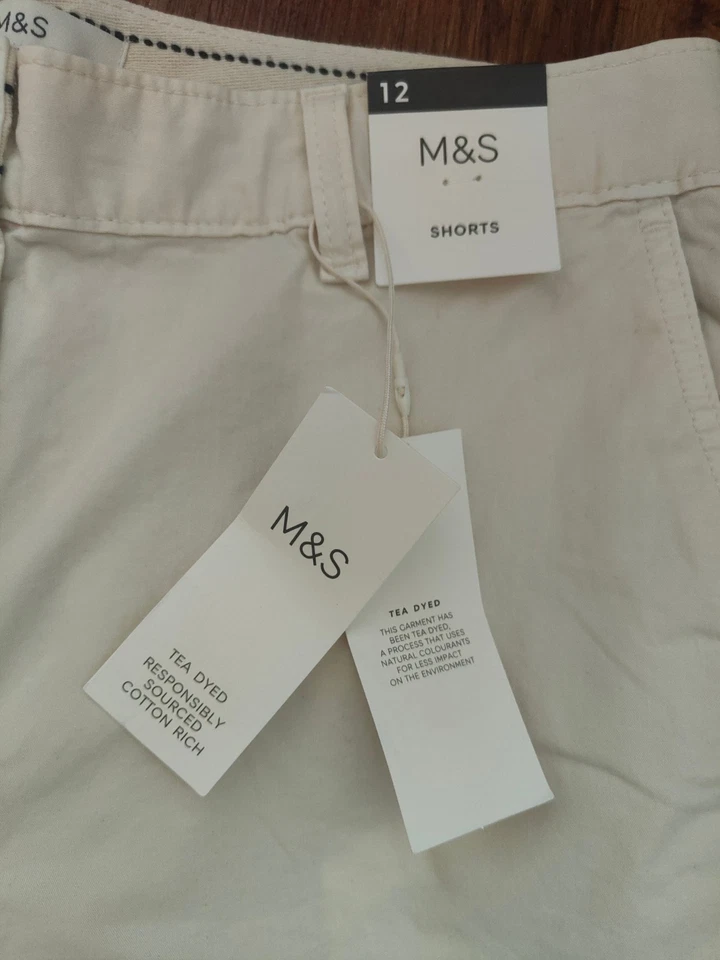 M&S
12
M&S
SHORTS
M&S
TEA DYED
RESPONSIBLY
SOURCED
COTTON RICH
TEA DYED
THIS GARMENT HAS
BEEN TEA DYED,
A PROCESS THAT USES
NATURAL COLOURANTS
FOR LESS IMPACT
ON THE ENVIRONMENT